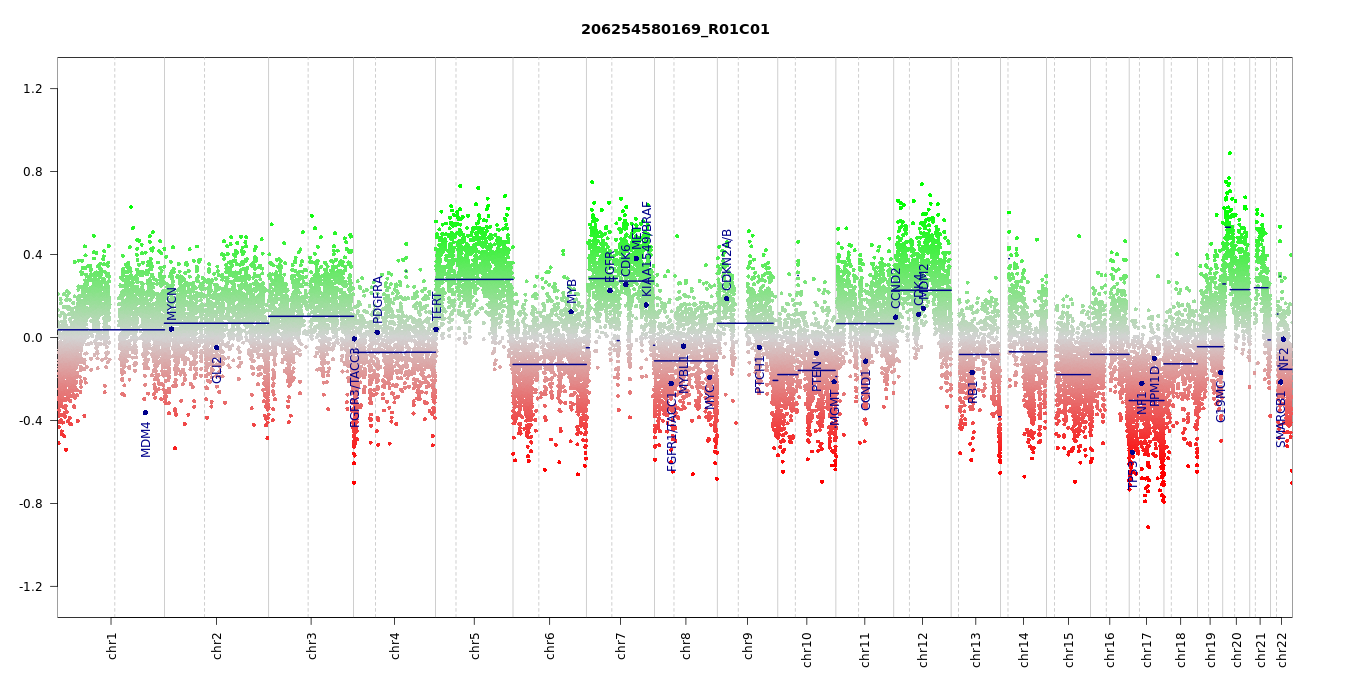 206254580169_R01C01
1.2
0.8
0.4
0.0
-0.4
-0.8
-1.2
MDM4
MYCN
GLI2
FGFR3/TACC3
PDGFRA
TERT
MYB
EGFR
CDK6
MET
KIAA1549/BRAF
FGFR1/TACC1
MYBL1
MYC
CDKN2A/B
PTCH1
PTEN
MGMT
CCND1
CCND2
CDK4
MDM2
RB1
TP53
NF1
PPM1D
C19MC
SMARCB1
NF2
chr1
chr2
chr3
chr4
chr5
chr6
chr7
chr8
chr9
chr10
chr11
chr12
chr13
chr14
chr15
chr16
chr17
chr18
chr19
chr20
chr21
chr22